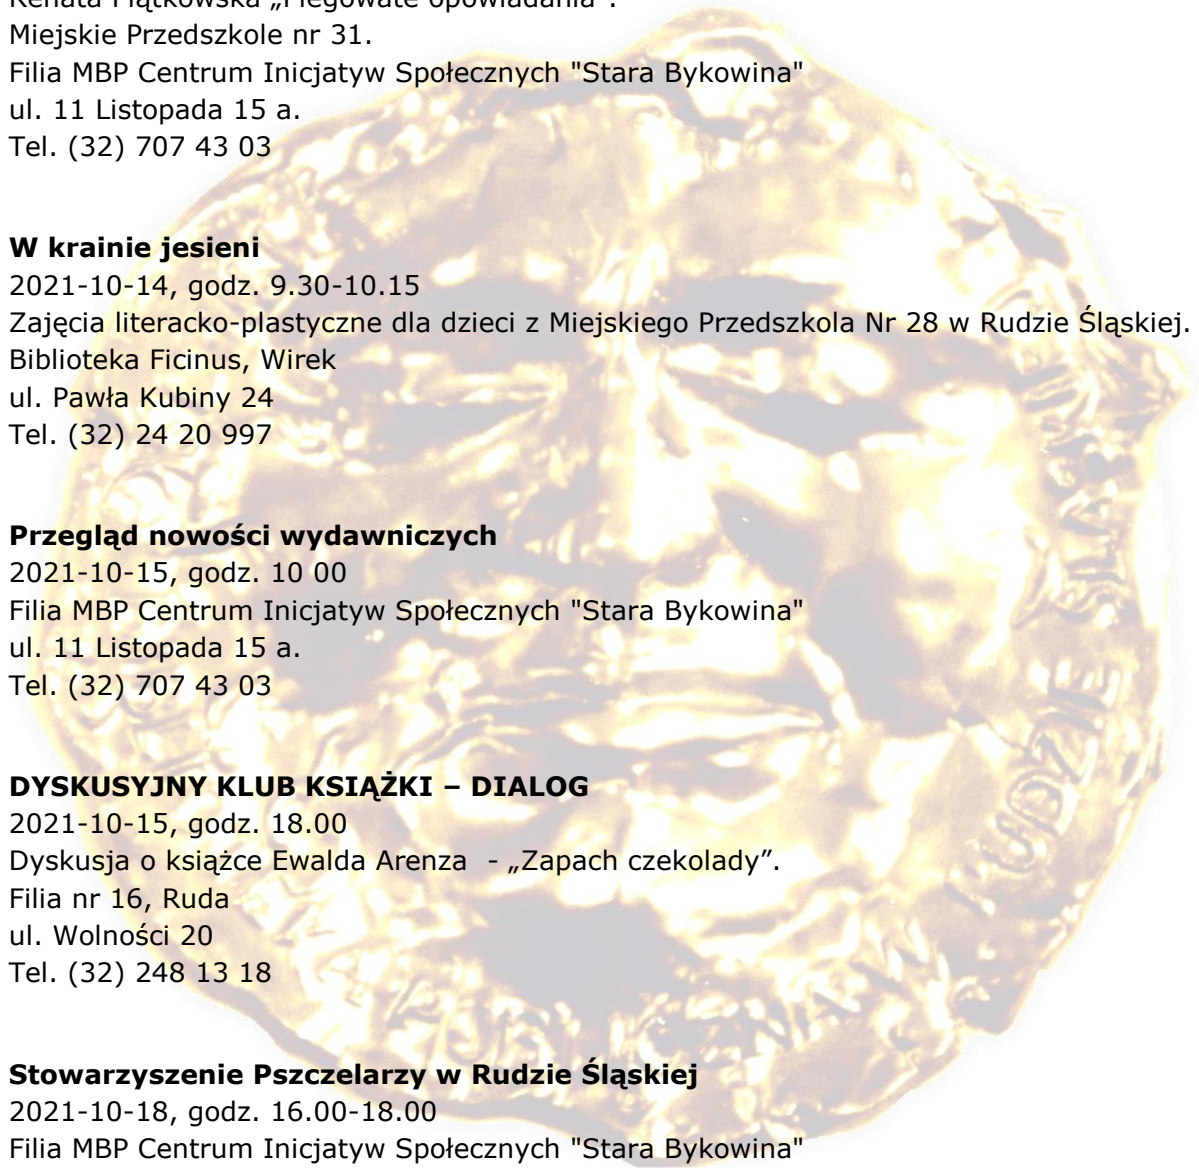 Renata Piątkowska „Piegowate opowiadania”.
Miejskie Przedszkole nr 31.
Filia MBP Centrum Inicjatyw Społecznych "Stara Bykowina"
ul. 11 Listopada 15 a.
Tel. (32) 707 43 03
W krainie jesieni
2021-10-14, godz. 9.30-10.15
Zajęcia literacko-plastyczne dla dzieci z Miejskiego Przedszkola Nr 28 w Rudzie Śląskiej.
Biblioteka Ficinus, Wirek
ul. Pawła Kubiny 24
Tel. (32) 24 20 997
Przegląd nowości wydawniczych
2021-10-15, godz. 10 00
Filia MBP Centrum Inicjatyw Społecznych "Stara Bykowina"
ul. 11 Listopada 15 a.
Tel. (32) 707 43 03
DYSKUSYJNY KLUB KSIĄŻKI – DIALOG
2021-10-15, godz. 18.00
Dyskusja o książce Ewalda Arenza  - „Zapach czekolady”.
Filia nr 16, Ruda
ul. Wolności 20
Tel. (32) 248 13 18
Stowarzyszenie Pszczelarzy w Rudzie Śląskiej
2021-10-18, godz. 16.00-18.00
Filia MBP Centrum Inicjatyw Społecznych "Stara Bykowina"
RUDZIE